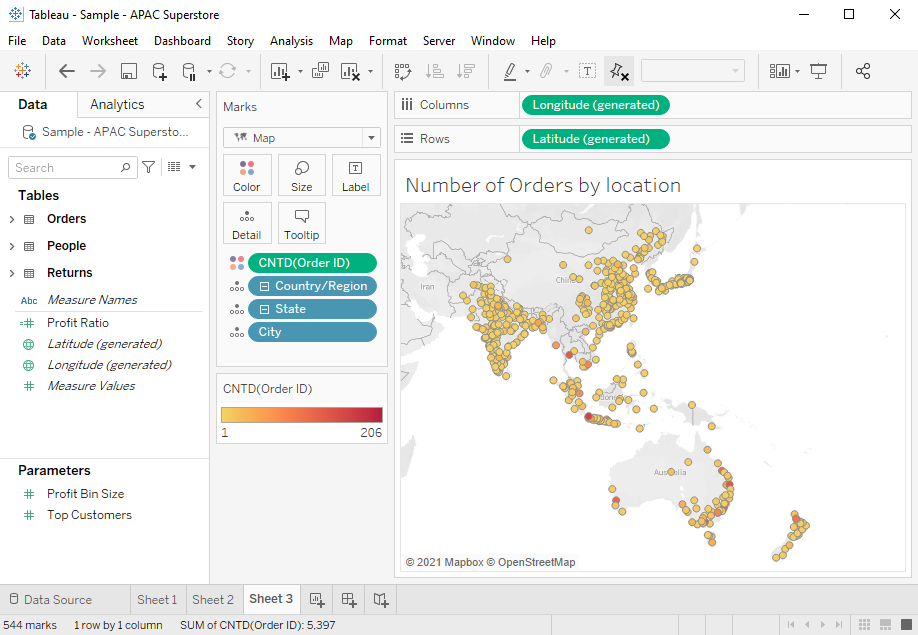 Tableau - Sample - APAC Superstore
File Data Worksheet Dashboard Story Analysis Map Format Server Window Help
Data Analytics
Sample - APAC Supersto...
Search
Tables
Orders
People
Returns
Abc Measure Names
Profit Ratio
Latitude (generated)
Longitude (generated)
Measure Values
Parameters
Profit Bin Size
Top Customers
Marks
Map
Color Size Label
Detail Tooltip
CNTD(Order ID)
Country/Region
State
City
CNTD(Order ID)
1 206
Columns Longitude (generated)
Rows Latitude (generated)
Number of Orders by location
Iran
© 2021 Mapbox © OpenStreetMap
Data Source Sheet 1 Sheet 2 Sheet 3
544 marks 1 row by 1 column SUM of CNTD(Order ID): 5,397